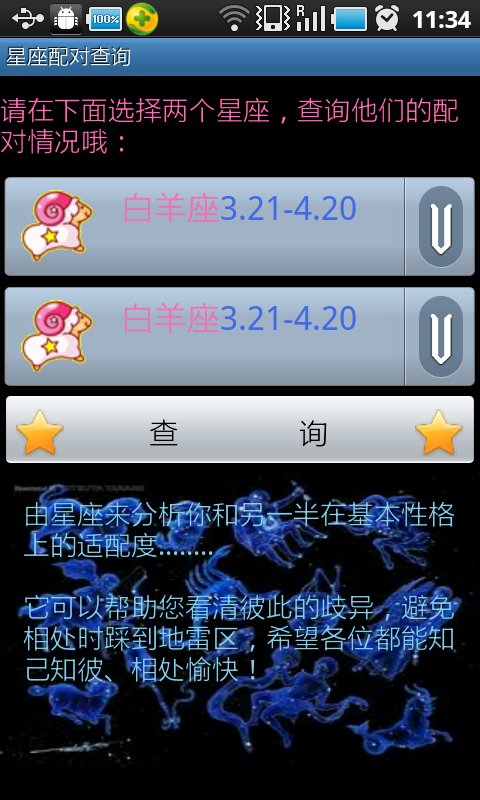 100%
R
11:34
星座配对查询
请在下面选择两个星座，查询他们的配
对情况哦：
白羊座3.21-4.20
白羊座3.21-4.20
查 询
由星座来分析你和另一半在基本性格
上的适配度........
它可以帮助您看清彼此的歧异，避免
相处时踩到地雷区，希望各位都能知
己知彼、相处愉快！